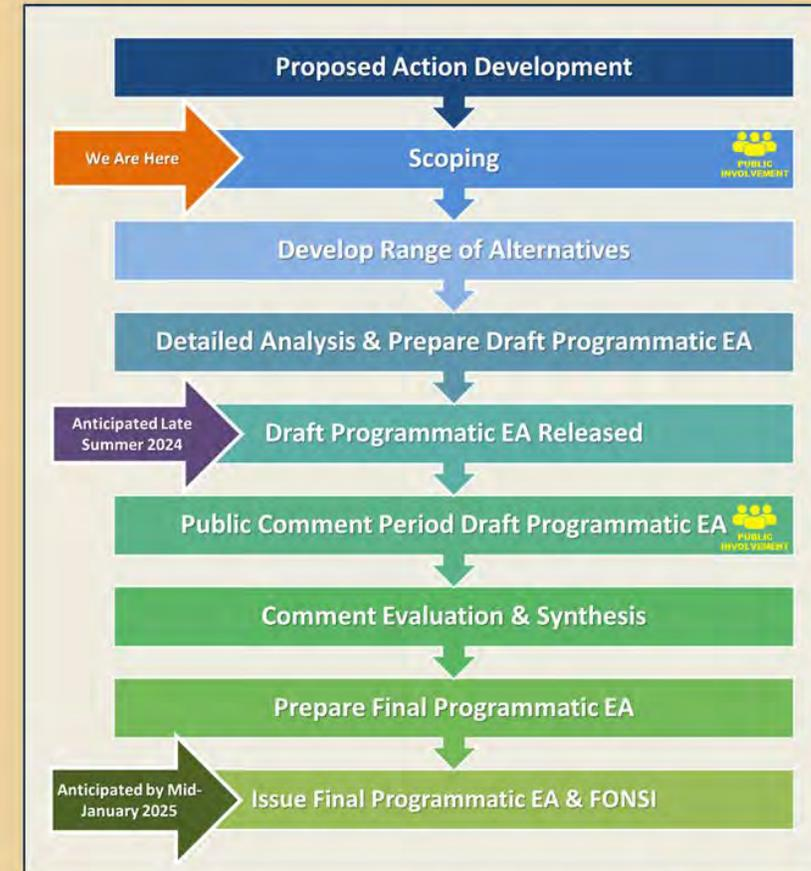 Proposed Action Development
We Are Here
Scoping
PUBLIC
INVOLVEMENT
Develop Range of Alternatives
Detailed Analysis & Prepare Draft Programmatic EA
Anticipated Late
Summer 2024
Draft Programmatic EA Released
Public Comment Period Draft Programmatic EA
PUBLIC
INVOLVEMENT
Comment Evaluation & Synthesis
Prepare Final Programmatic EA
Anticipated by Mid-
January 2025
Issue Final Programmatic EA & FONSI